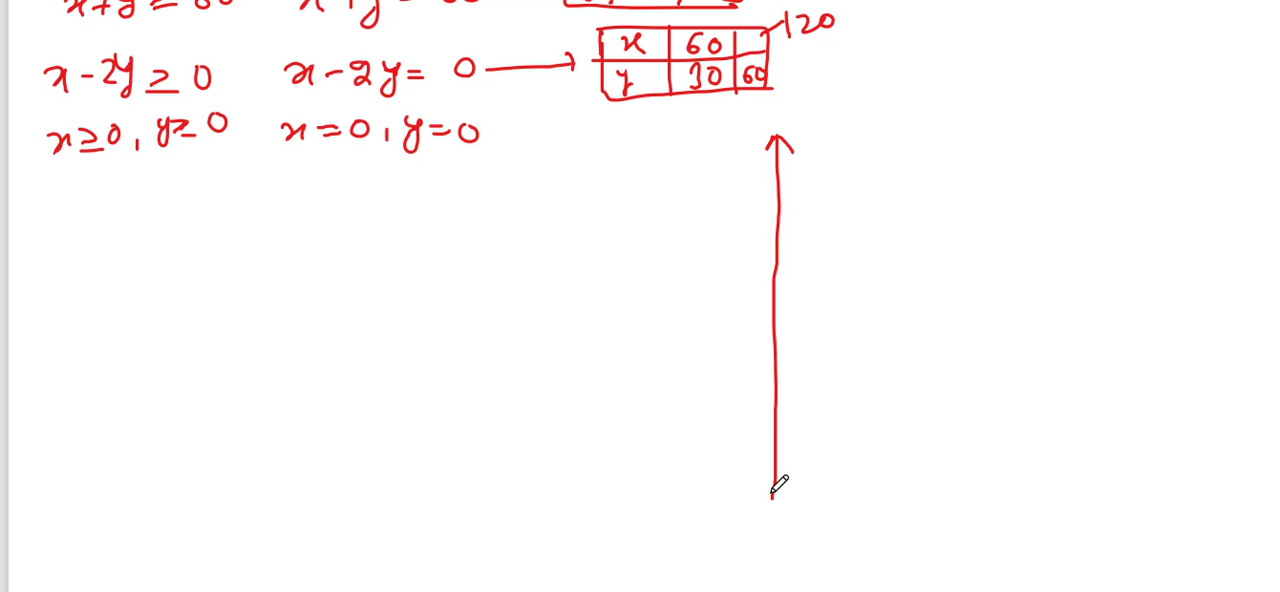 x - 2y ≥ 0 x - 2y = 0 → x 60 120
y 30 60
x ≥ 0, y ≥ 0 x = 0, y = 0